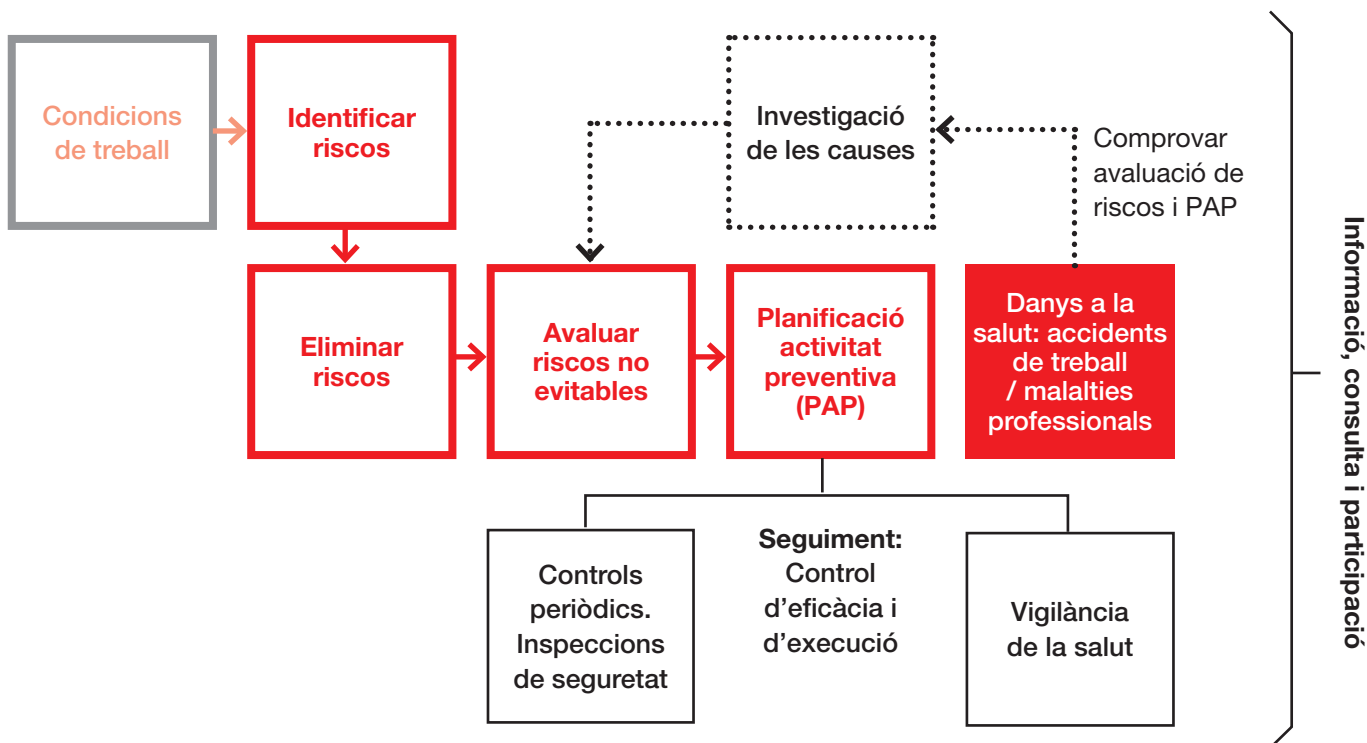 Condicions
de treball
Identificar
riscos
Investigació
de les causes
Comprovar
avaluació de
riscos i PAP
Eliminar
riscos
Avaluar
riscos no
evitables
Planificació
activitat
preventiva
(PAP)
Danys a la
salut: accidents
de treball
/ malalties
professionals
Controls
periòdics.
Inspeccions
de seguretat
Seguiment:
Control
d’eficàcia i
d’execució
Vigilància
de la salut
Informació, consulta i participació